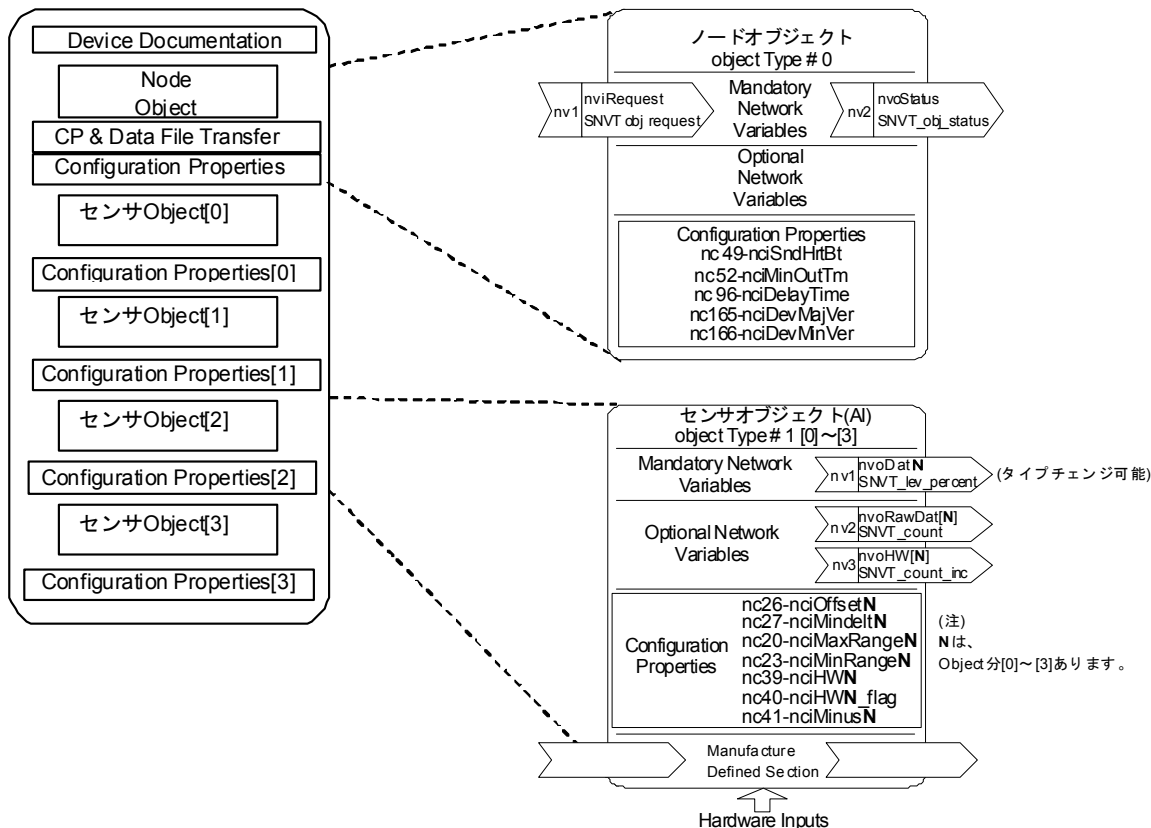 Device Documentation
Node
Object
CP & Data File Transfer
Configuration Properties
センサObject[0]
Configuration Properties[0]
センサObject[1]
Configuration Properties[1]
センサObject[2]
Configuration Properties[2]
センサObject[3]
Configuration Properties[3]
ノードオブジェクト
object Type # 0
nv1
nviRequest
SNVT obj request
Mandatory
Network
Variables
nv2
nvoStatus
SNVT_obj_status
Optional
Network
Variables
Configuration Properties
nc 49-nciSndHrtBt
nc52-nciMinOutTm
nc 96-nciDelayTime
nc165-nciDevMajVer
nc166-nciDevMinVer
センサオブジェクト(AI)
object Type # 1 [0]～[3]
Mandatory Network
Variables
nv1
nvoDatN
SNVT_lev_percent
(タイプチェンジ可能)
Optional Network
Variables
nv2
nvoRawDat[N]
SNVT_count
nv3
nvoHW[N]
SNVT_count_inc
Configuration
Properties
nc26-nciOffsetN
nc27-nciMindeltN
nc20-nciMaxRangeN
nc23-nciMinRangeN
nc39-nciHWN
nc40-nciHWN_flag
nc41-nciMinusN
(注)
Nは、
Object分[0]～[3]あります。
Manufacture
Defined Section
Hardware Inputs